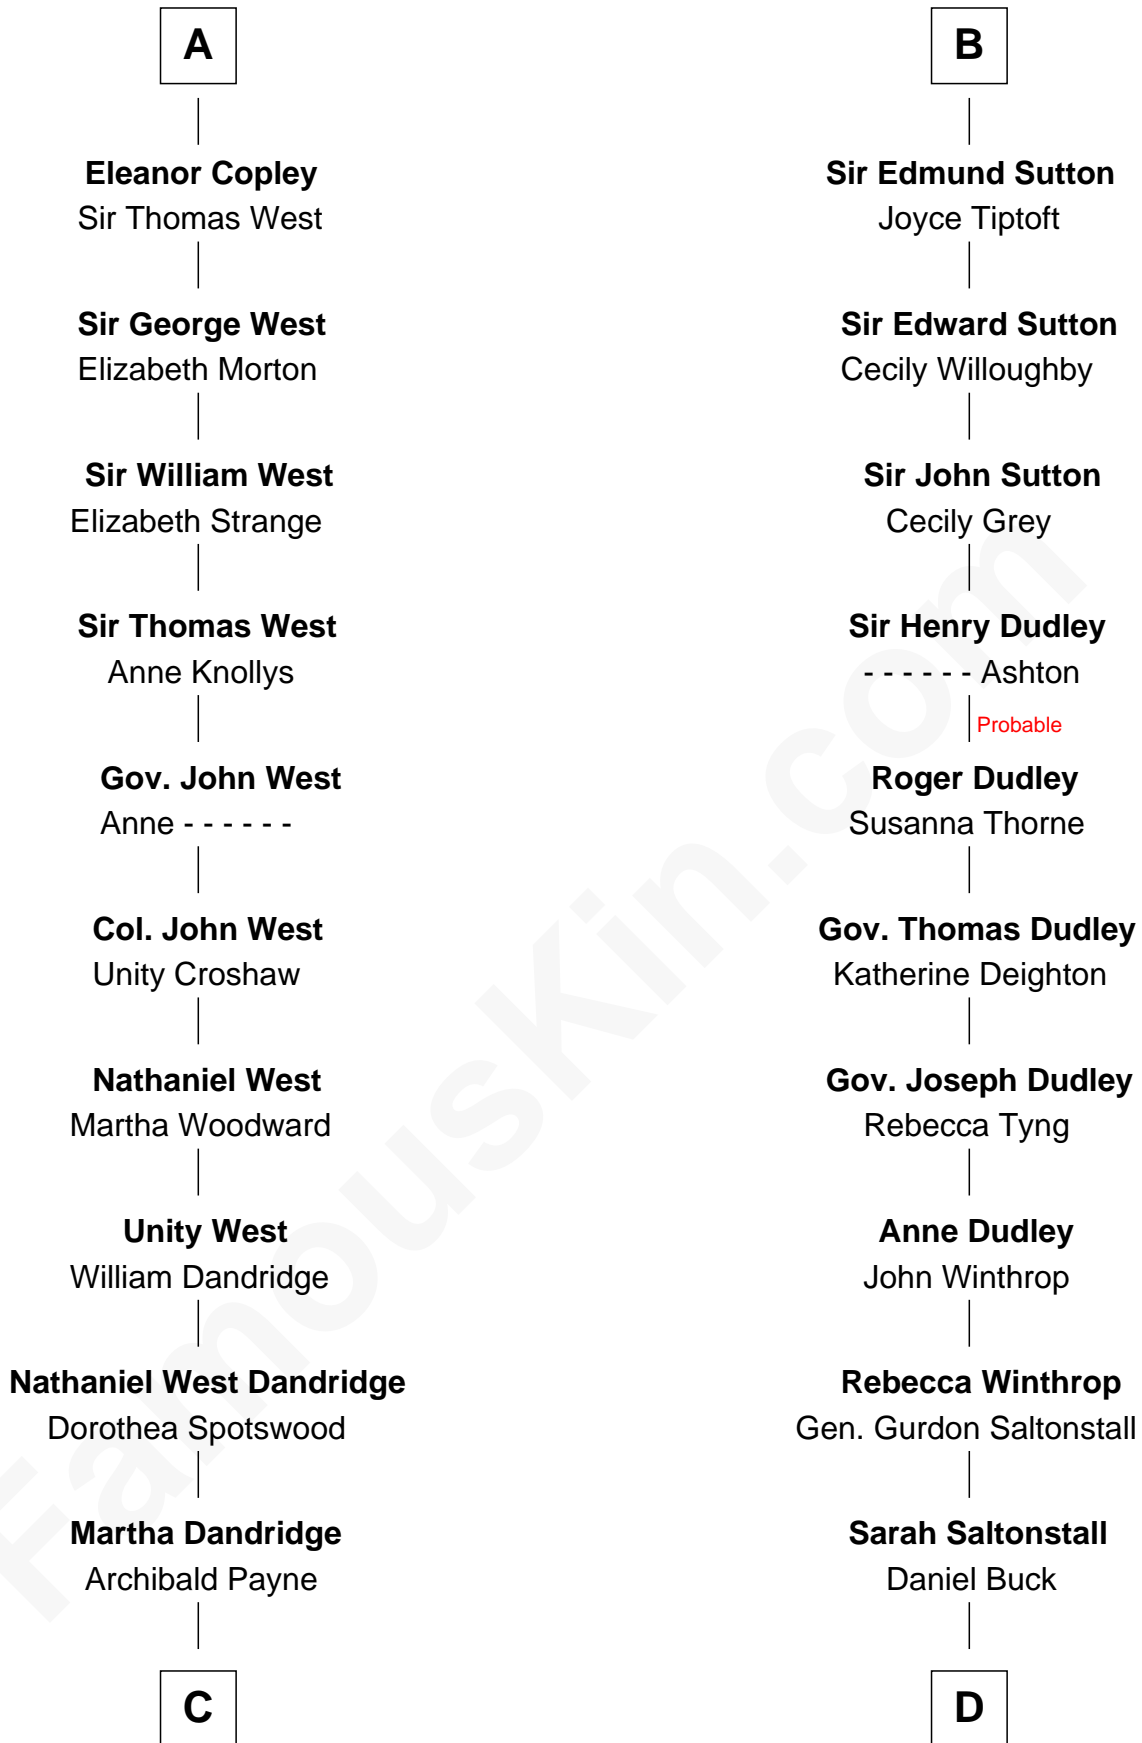 A
Eleanor Copley
Sir Thomas West
Sir George West
Elizabeth Morton
Sir William West
Elizabeth Strange
Sir Thomas West
Anne Knollys
Gov. John West
Anne - - - - - -
Col. John West
Unity Croshaw
Nathaniel West
Martha Woodward
Unity West
William Dandridge
Nathaniel West Dandridge
Dorothea Spotswood
Martha Dandridge
Archibald Payne
C
B
Sir Edmund Sutton
Joyce Tiptoft
Sir Edward Sutton
Cecily Willoughby
Sir John Sutton
Cecily Grey
Sir Henry Dudley
- - - - - - Ashton
Probable
Roger Dudley
Susanna Thorne
Gov. Thomas Dudley
Katherine Deighton
Gov. Joseph Dudley
Rebecca Tyng
Anne Dudley
John Winthrop
Rebecca Winthrop
Gen. Gurdon Saltonstall
Sarah Saltonstall
Daniel Buck
D
FamousKin.com